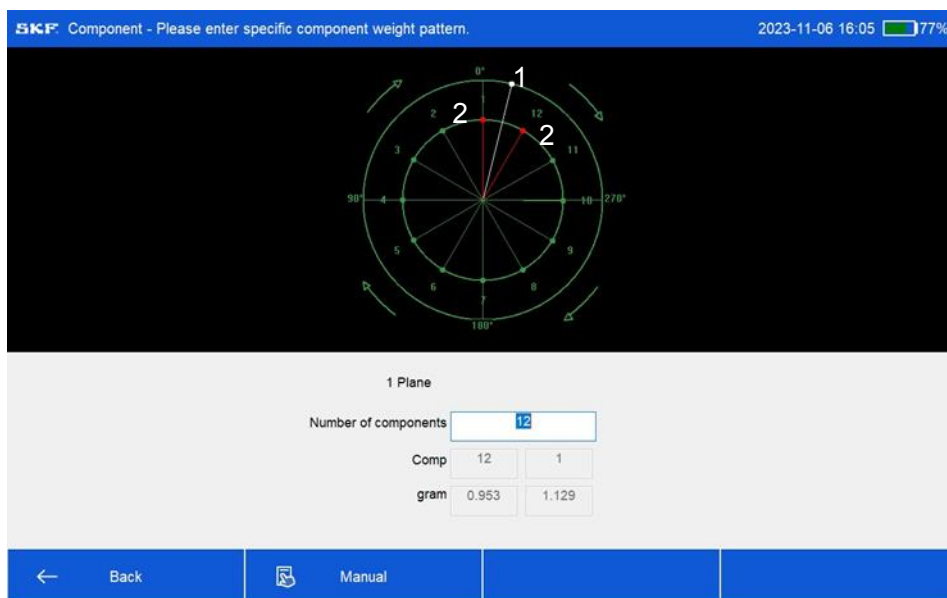 SKF. Component - Please enter specific component weight pattern. 2023-11-06 16:05 77%
0° 1
1
2 2 12
2
3 11
90° 4 10 270°
5 9
6 8
7
180°
1 Plane
Number of components 12
Comp 12 1
gram 0.953 1.129
Back Manual